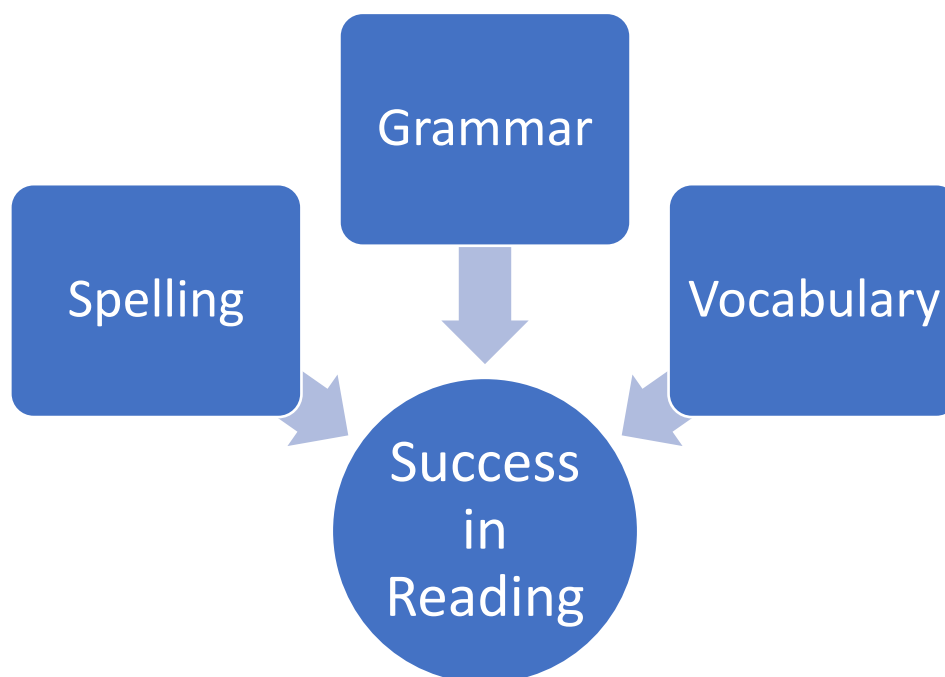 Grammar
Spelling
Vocabulary
Success
in
Reading